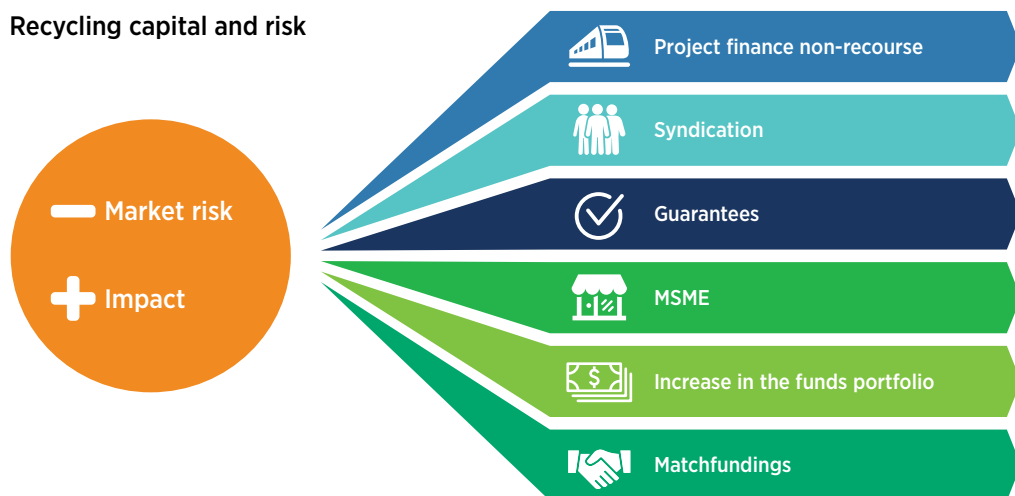 Recycling capital and risk
Market risk
Impact
Project finance non-recourse
Syndication
Guarantees
MSME
$ Increase in the funds portfolio
Matchfundings